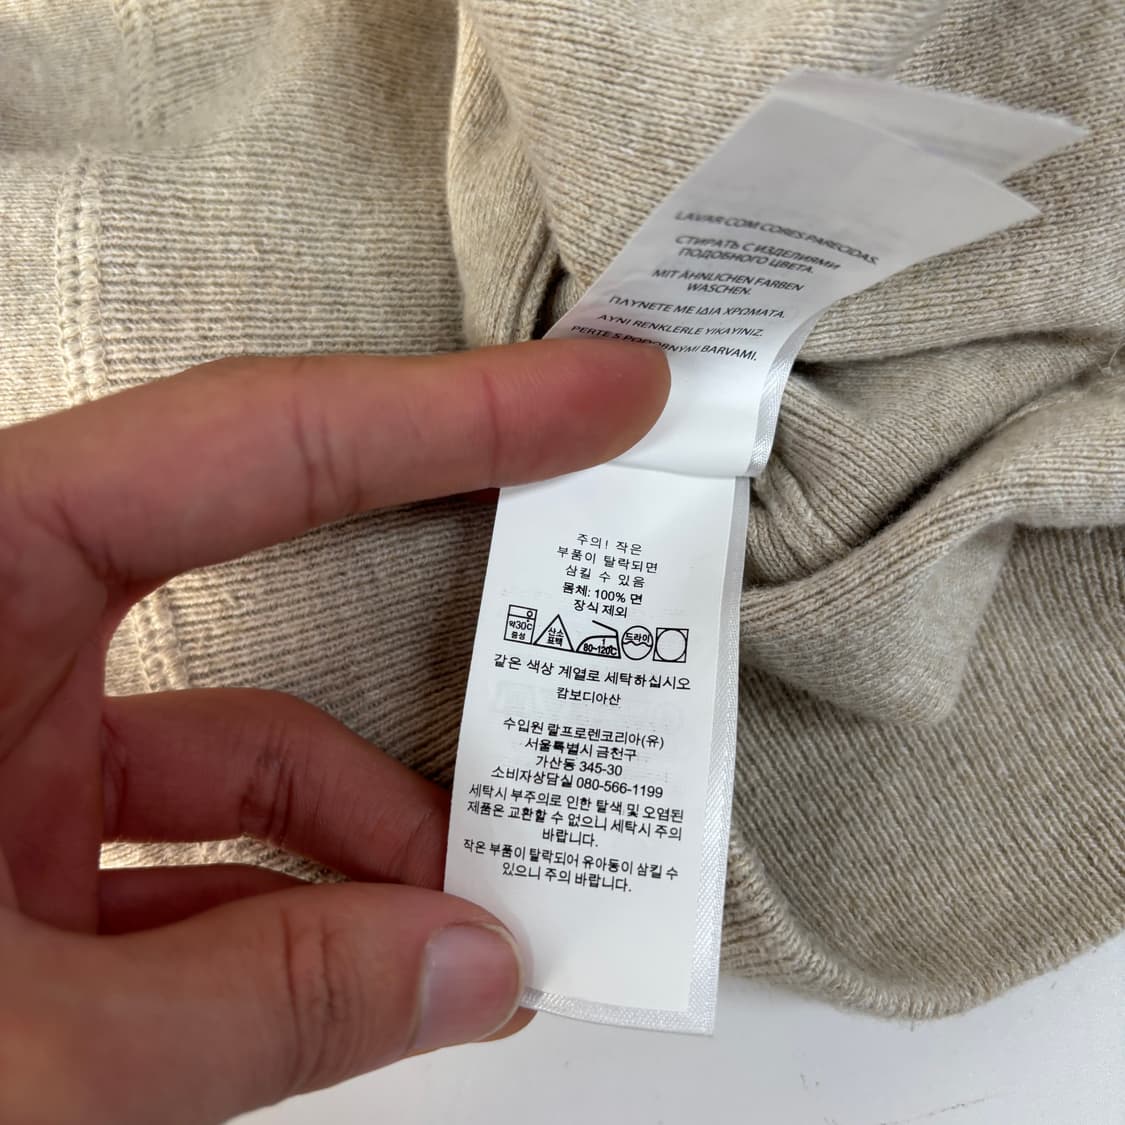 LAVAR COM CORES PARECIDAS.
СТИРАТЬ С ИЗДЕЛИЯМИ
ПОДОБНОГО ЦВЕТА.
MIT ÄHNLICHEN FARBEN
WASCHEN.
ΠΛΥΝΕΤΕ ΜΕ ΙΔΙΑ ΧΡΩΜΑΤΑ.
AYNI RENKLERLE YIKAYINIZ.
PERTE S PODOBNÝMI BARVAMI.
주의! 작은
부품이 탈락되면
삼킬 수 있음
몸체: 100% 면
장식 제외
약30℃
중성
산소
표백
1
80~120℃
드라이
같은 색상 계열로 세탁하십시오
캄보디아산
수입원 랄프로렌코리아(유)
서울특별시 금천구
가산동 345-30
소비자상담실 080-566-1199
세탁시 부주의로 인한 탈색 및 오염된
제품은 교환할 수 없으니 세탁시 주의
바랍니다.
작은 부품이 탈락되어 유아동이 삼킬 수
있으니 주의 바랍니다.